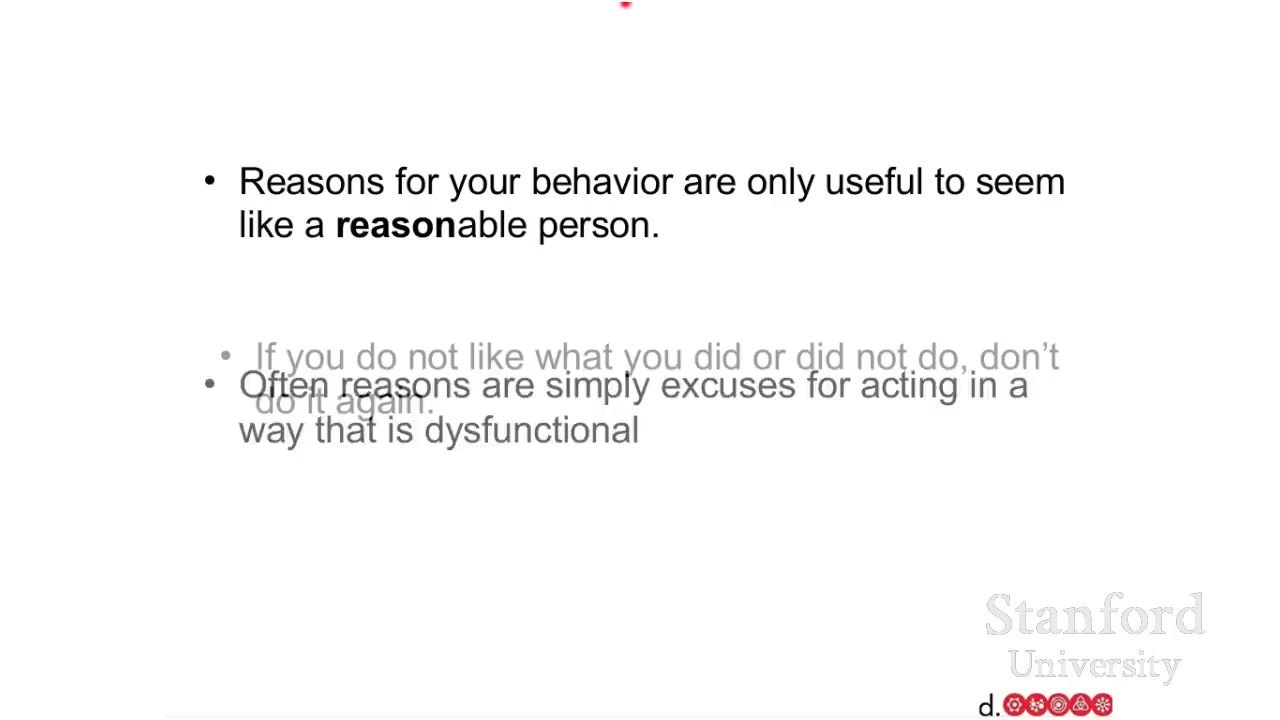 • Reasons for your behavior are only useful to seem
like a reasonable person.
• If you do not like what you did or did not do, don't
do it again.
• Often reasons are simply excuses for acting in a
way that is dysfunctional
Stanford
University
d.